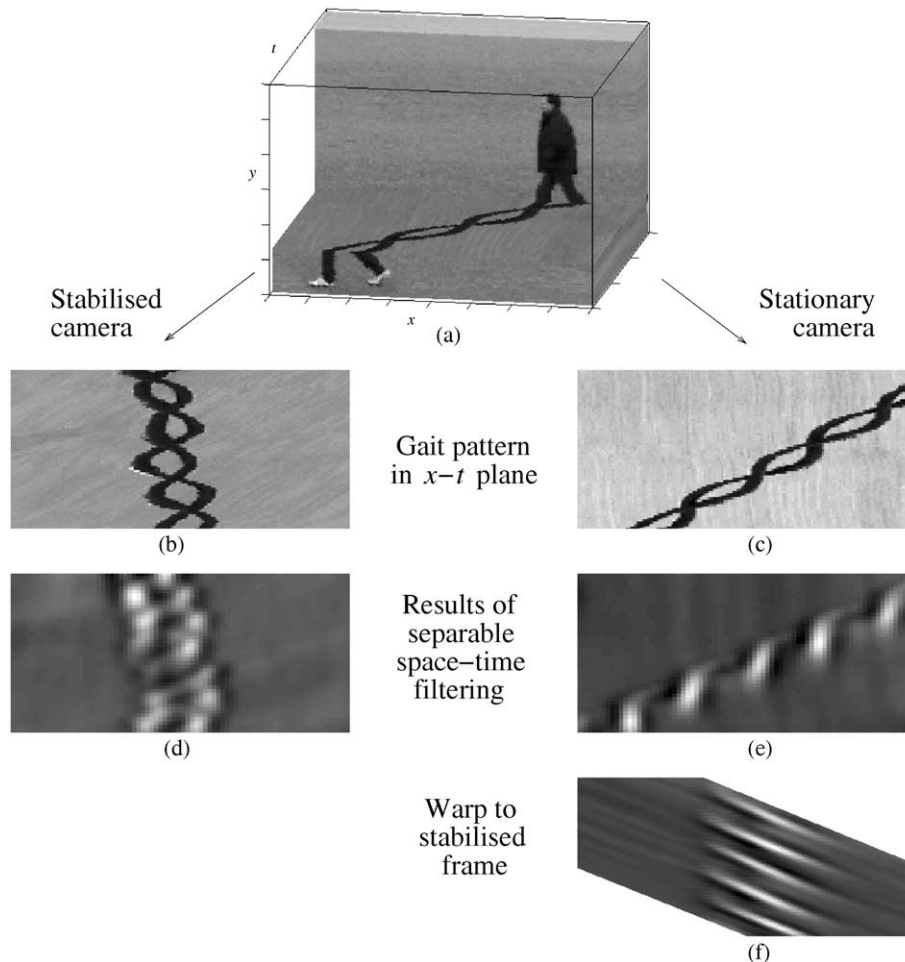 t
y
x
(a)
Stabilised
camera
Stationary
camera
Gait pattern
in x−t plane
(b)
(c)
Results of
separable
space−time
filtering
(d)
(e)
Warp to
stabilised
frame
(f)